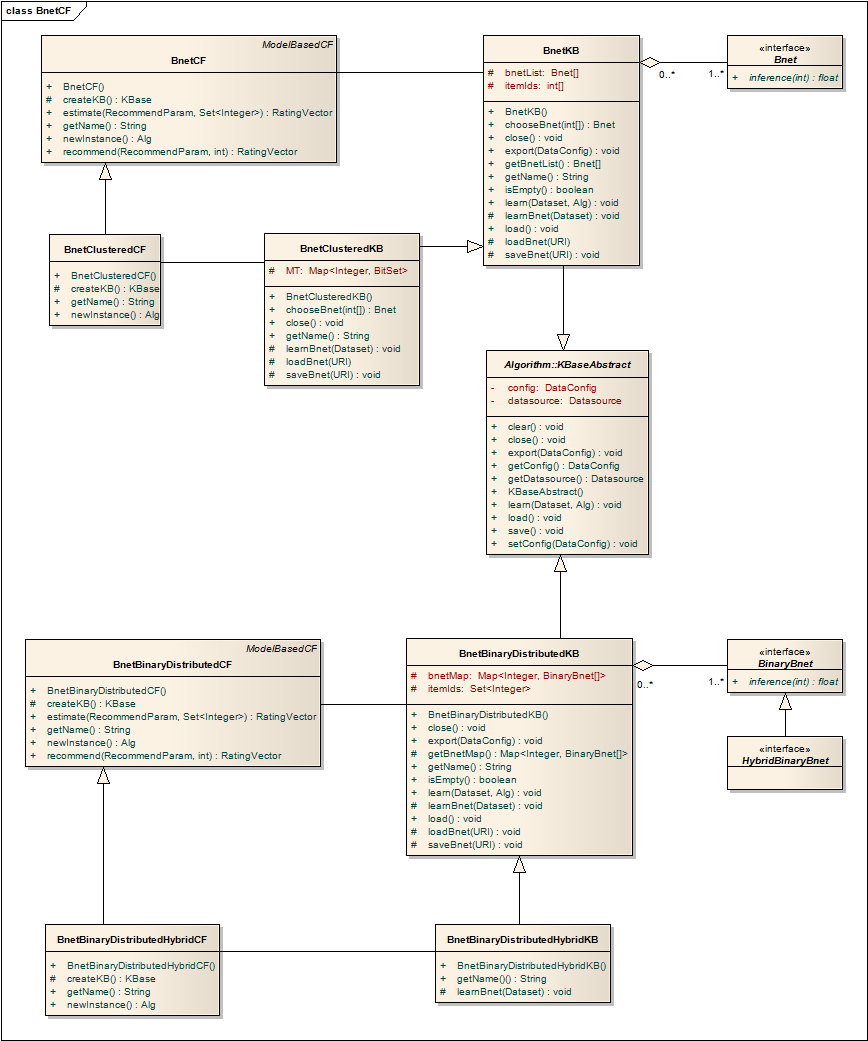 class BnetCF
ModelBasedCF
BnetCF
+ BnetCF()
# createKB() : KBase
+ estimate(RecommendParam, Set<Integer>) : RatingVector
+ getName() : String
+ newInstance() : Alg
+ recommend(RecommendParam, int) : RatingVector
BnetKB
# bnetList: Bnet[]
# itemIds: int[]
+ BnetKB()
+ chooseBnet(int[]) : Bnet
+ close() : void
+ export(DataConfig) : void
+ getBnetList() : Bnet[]
+ getName() : String
+ isEmpty() : boolean
+ learn(Dataset, Alg) : void
# learnBnet(Dataset) : void
+ load() : void
# loadBnet(URI)
# saveBnet(URI) : void
0..*
1..*
«interface»
Bnet
+ inference(int) : float
BnetClusteredCF
+ BnetClusteredCF()
# createKB() : KBase
+ getName() : String
+ newInstance() : Alg
BnetClusteredKB
# MT: Map<Integer, BitSet>
+ BnetClusteredKB()
+ chooseBnet(int[]) : Bnet
+ close() : void
+ getName() : String
# learnBnet(Dataset) : void
# loadBnet(URI)
# saveBnet(URI) : void
Algorithm::KBaseAbstract
- config: DataConfig
- datasource: Datasource
+ clear() : void
+ close() : void
+ export(DataConfig) : void
+ getConfig() : DataConfig
+ getDatasource() : Datasource
+ KBaseAbstract()
+ learn(Dataset, Alg) : void
+ load() : void
+ save() : void
+ setConfig(DataConfig) : void
ModelBasedCF
BnetBinaryDistributedCF
+ BnetBinaryDistributedCF()
# createKB() : KBase
+ estimate(RecommendParam, Set<Integer>) : RatingVector
+ getName() : String
+ newInstance() : Alg
+ recommend(RecommendParam, int) : RatingVector
BnetBinaryDistributedKB
# bnetMap: Map<Integer, BinaryBnet[]>
# itemIds: Set<Integer>
+ BnetBinaryDistributedKB()
+ close() : void
+ export(DataConfig) : void
# getBnetMap() : Map<Integer, BinaryBnet[]>
+ getName() : String
+ isEmpty() : boolean
+ learn(Dataset, Alg) : void
# learnBnet(Dataset) : void
+ load() : void
# loadBnet(URI) : void
# saveBnet(URI) : void
0..*
1..*
«interface»
BinaryBnet
+ inference(int) : float
«interface»
HybridBinaryBnet
BnetBinaryDistributedHybridCF
+ BnetBinaryDistributedHybridCF()
# createKB() : KBase
+ getName() : String
+ newInstance() : Alg
BnetBinaryDistributedHybridKB
+ BnetBinaryDistributedHybridKB()
+ getName()() : String
# learnBnet(Dataset) : void